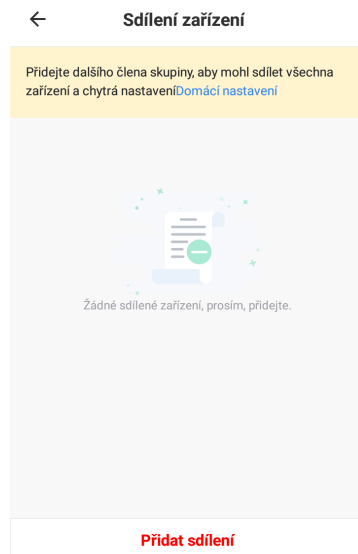 Sdílení zařízení
Přidejte dalšího člena skupiny, aby mohl sdílet všechna
zařízení a chytrá nastaveníDomácí nastavení
Žádné sdílené zařízení, prosím, přidejte.
Přidat sdílení